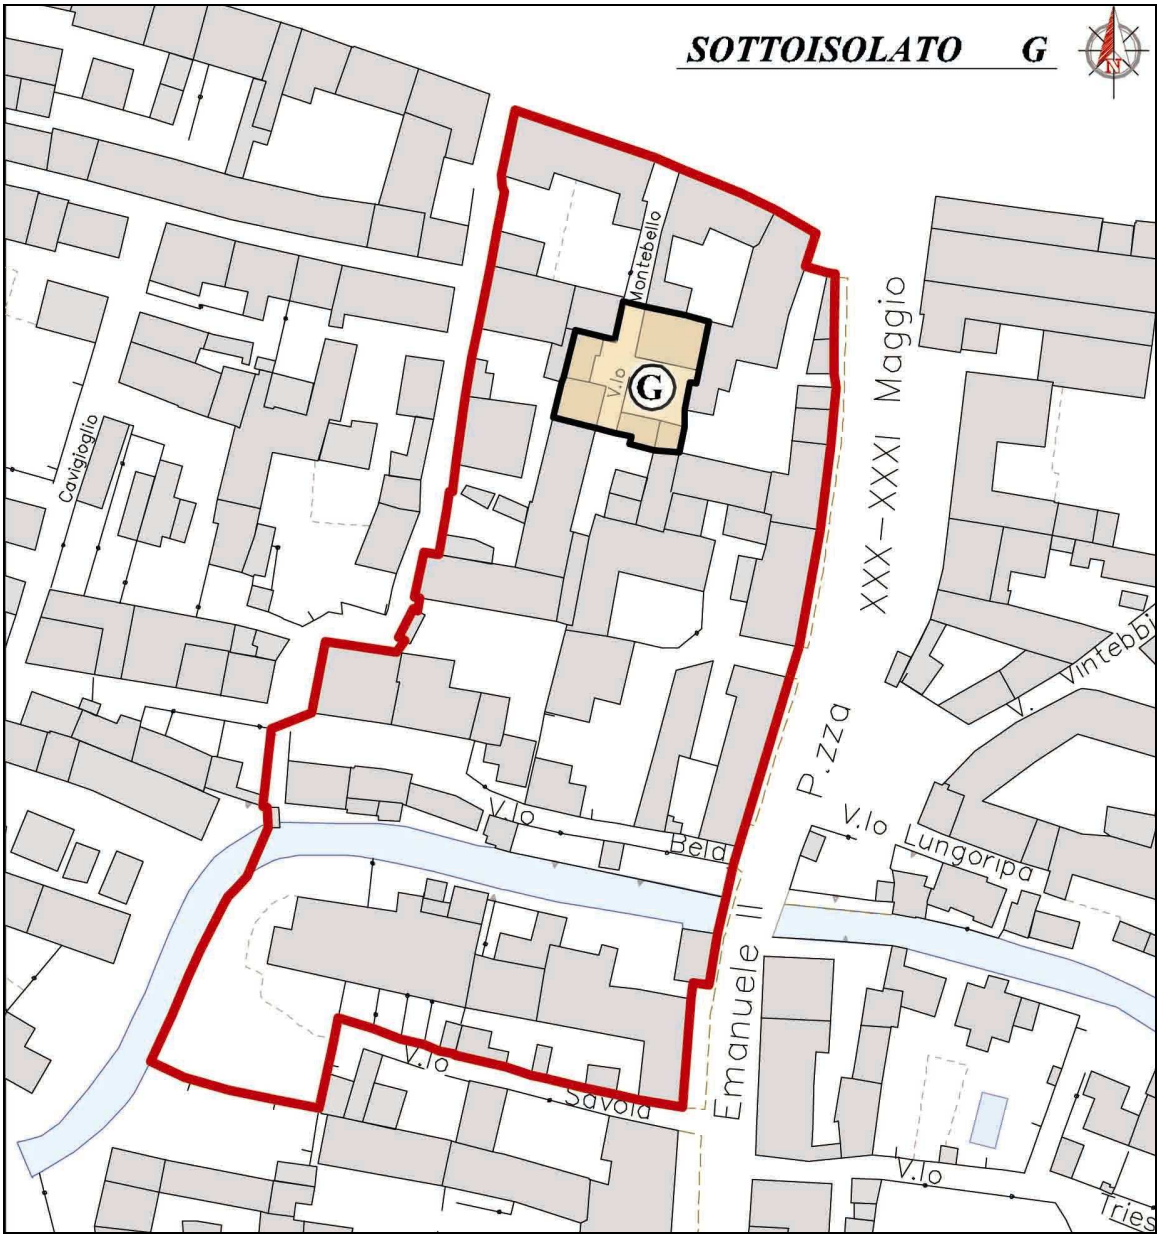 SOTTOISOLATO G
N
Montebello
V.lo
G
XXX-XXXI Maggio
Cavigioglio
V. Vintebbi
P.zza
V.lo Lungoripa
V.lo Bela
Emanuele II
V.lo Savoia
V.lo Tries